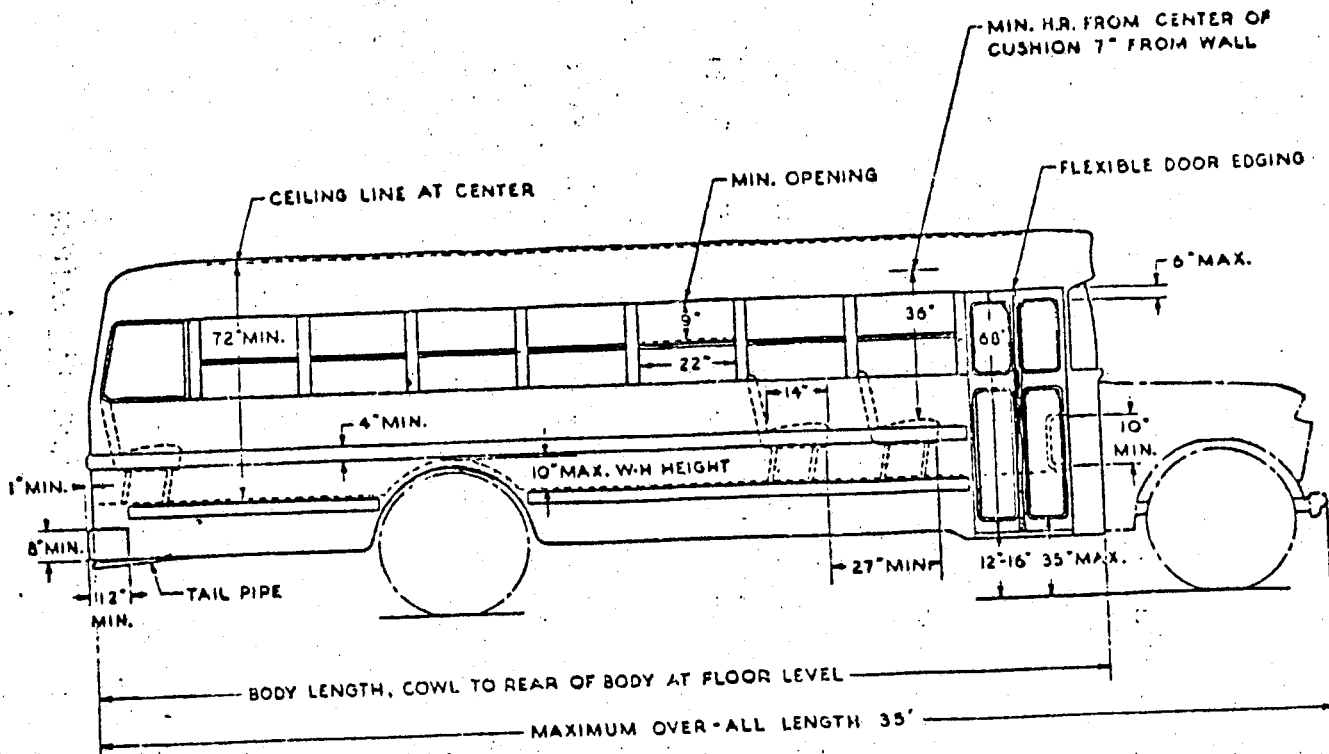 MIN. H.R. FROM CENTER OF
CUSHION 7" FROM WALL
FLEXIBLE DOOR EDGING
MIN. OPENING
CEILING LINE AT CENTER
6"MAX.
9"
36"
72"MIN.
68"
22"
14"
4"MIN.
10"
MIN.
10"MAX. W-H HEIGHT
1"MIN.
8"MIN.
27"MIN
12"-16" 35"MAX.
TAIL PIPE
12"
MIN.
BODY LENGTH, COWL TO REAR OF BODY AT FLOOR LEVEL
MAXIMUM OVER-ALL LENGTH 35'